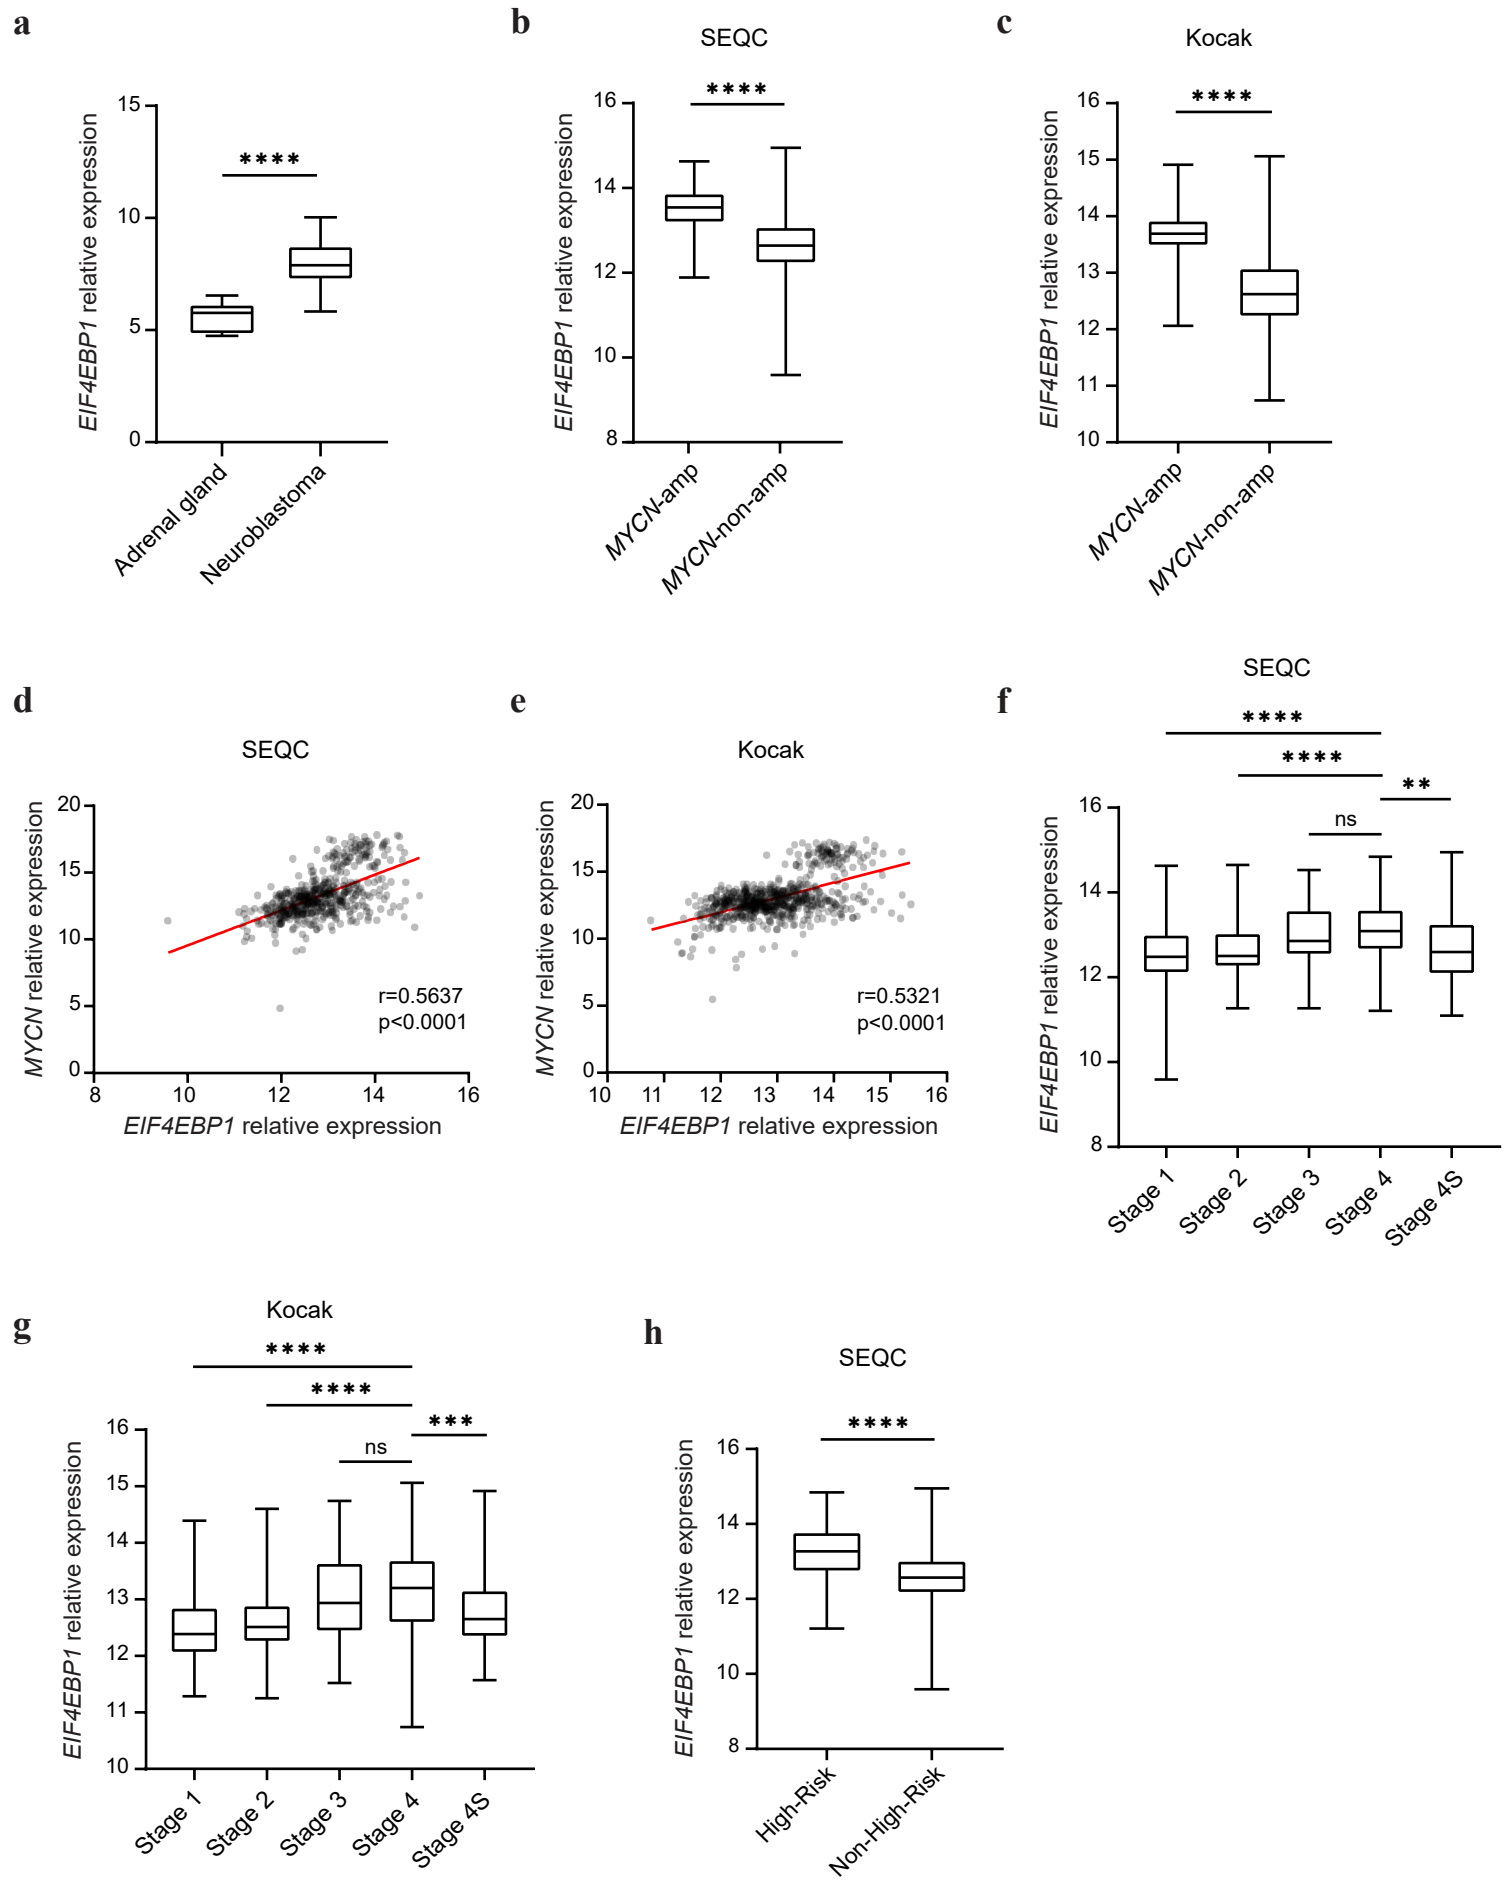 a
EIF4EBP1 relative expression
15
10
5
0
****
Adrenal gland
Neuroblastoma
b
SEQC
EIF4EBP1 relative expression
16
14
12
10
8
****
MYCN-amp
MYCN-non-amp
c
Kocak
EIF4EBP1 relative expression
16
15
14
13
12
11
10
****
MYCN-amp
MYCN-non-amp
d
SEQC
MYCN relative expression
20
15
10
5
0
r=0.5637
p<0.0001
8 10 12 14 16
EIF4EBP1 relative expression
e
Kocak
MYCN relative expression
20
15
10
5
0
r=0.5321
p<0.0001
10 11 12 13 14 15 16
EIF4EBP1 relative expression
f
SEQC
****
****
**
ns
EIF4EBP1 relative expression
16
14
12
10
8
Stage 1
Stage 2
Stage 3
Stage 4
Stage 4S
g
Kocak
****
****
***
ns
EIF4EBP1 relative expression
16
15
14
13
12
11
10
Stage 1
Stage 2
Stage 3
Stage 4
Stage 4S
h
SEQC
****
EIF4EBP1 relative expression
16
14
12
10
8
High-Risk
Non-High-Risk